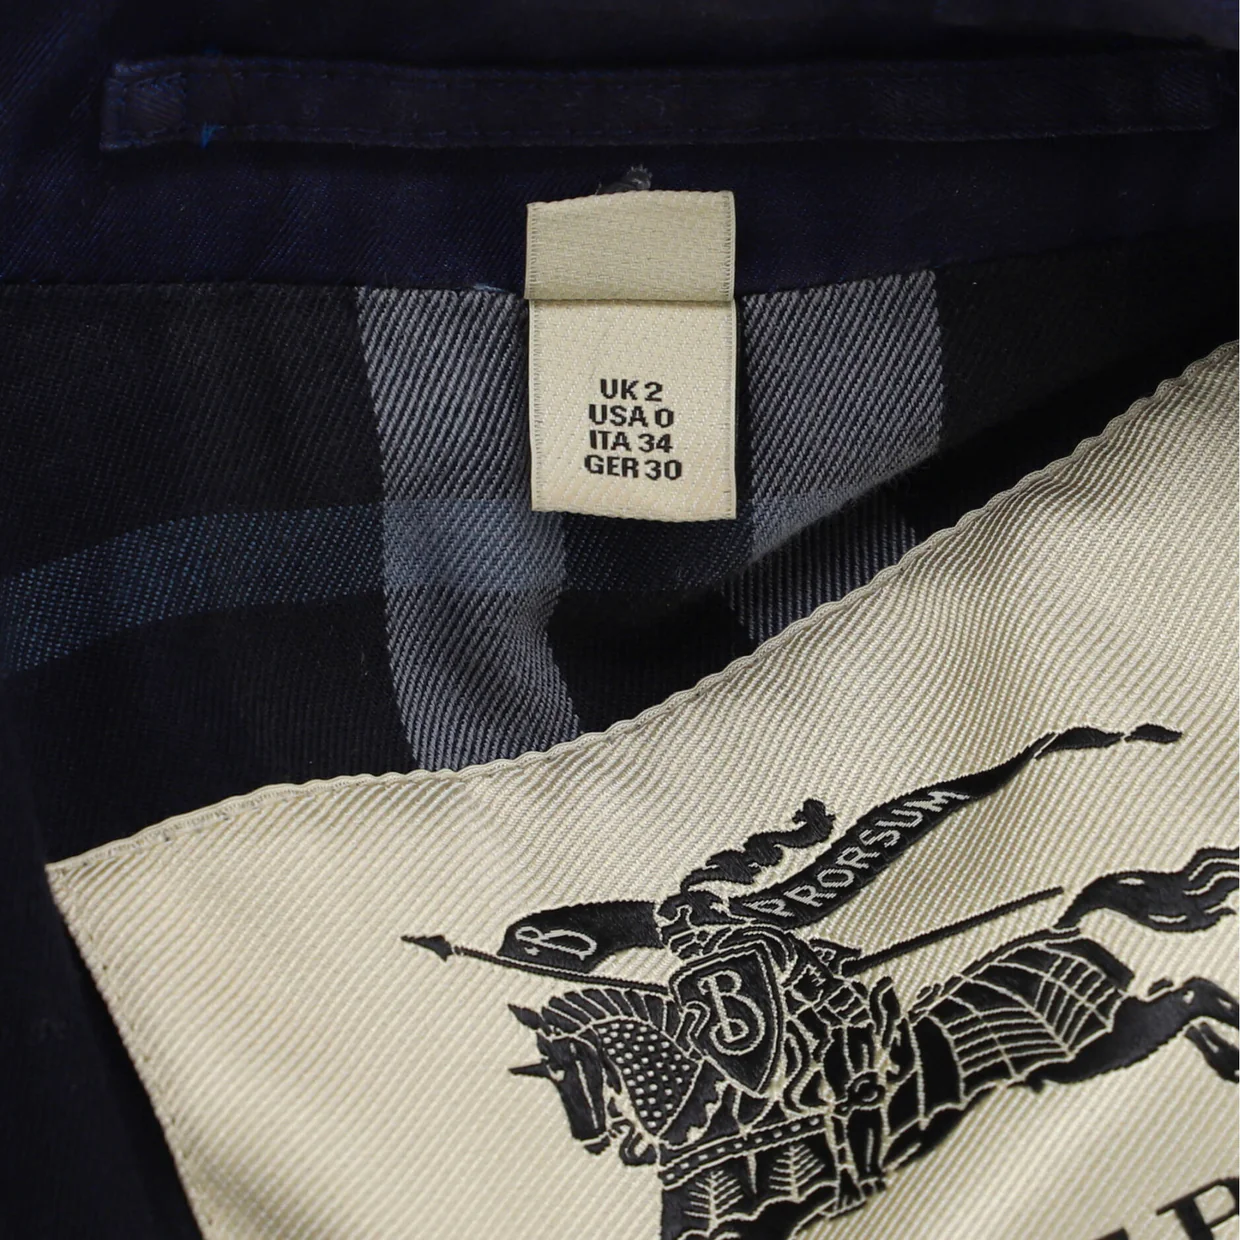 UK 2
USA 0
ITA 34
GER 30
PRORSUM
B
B